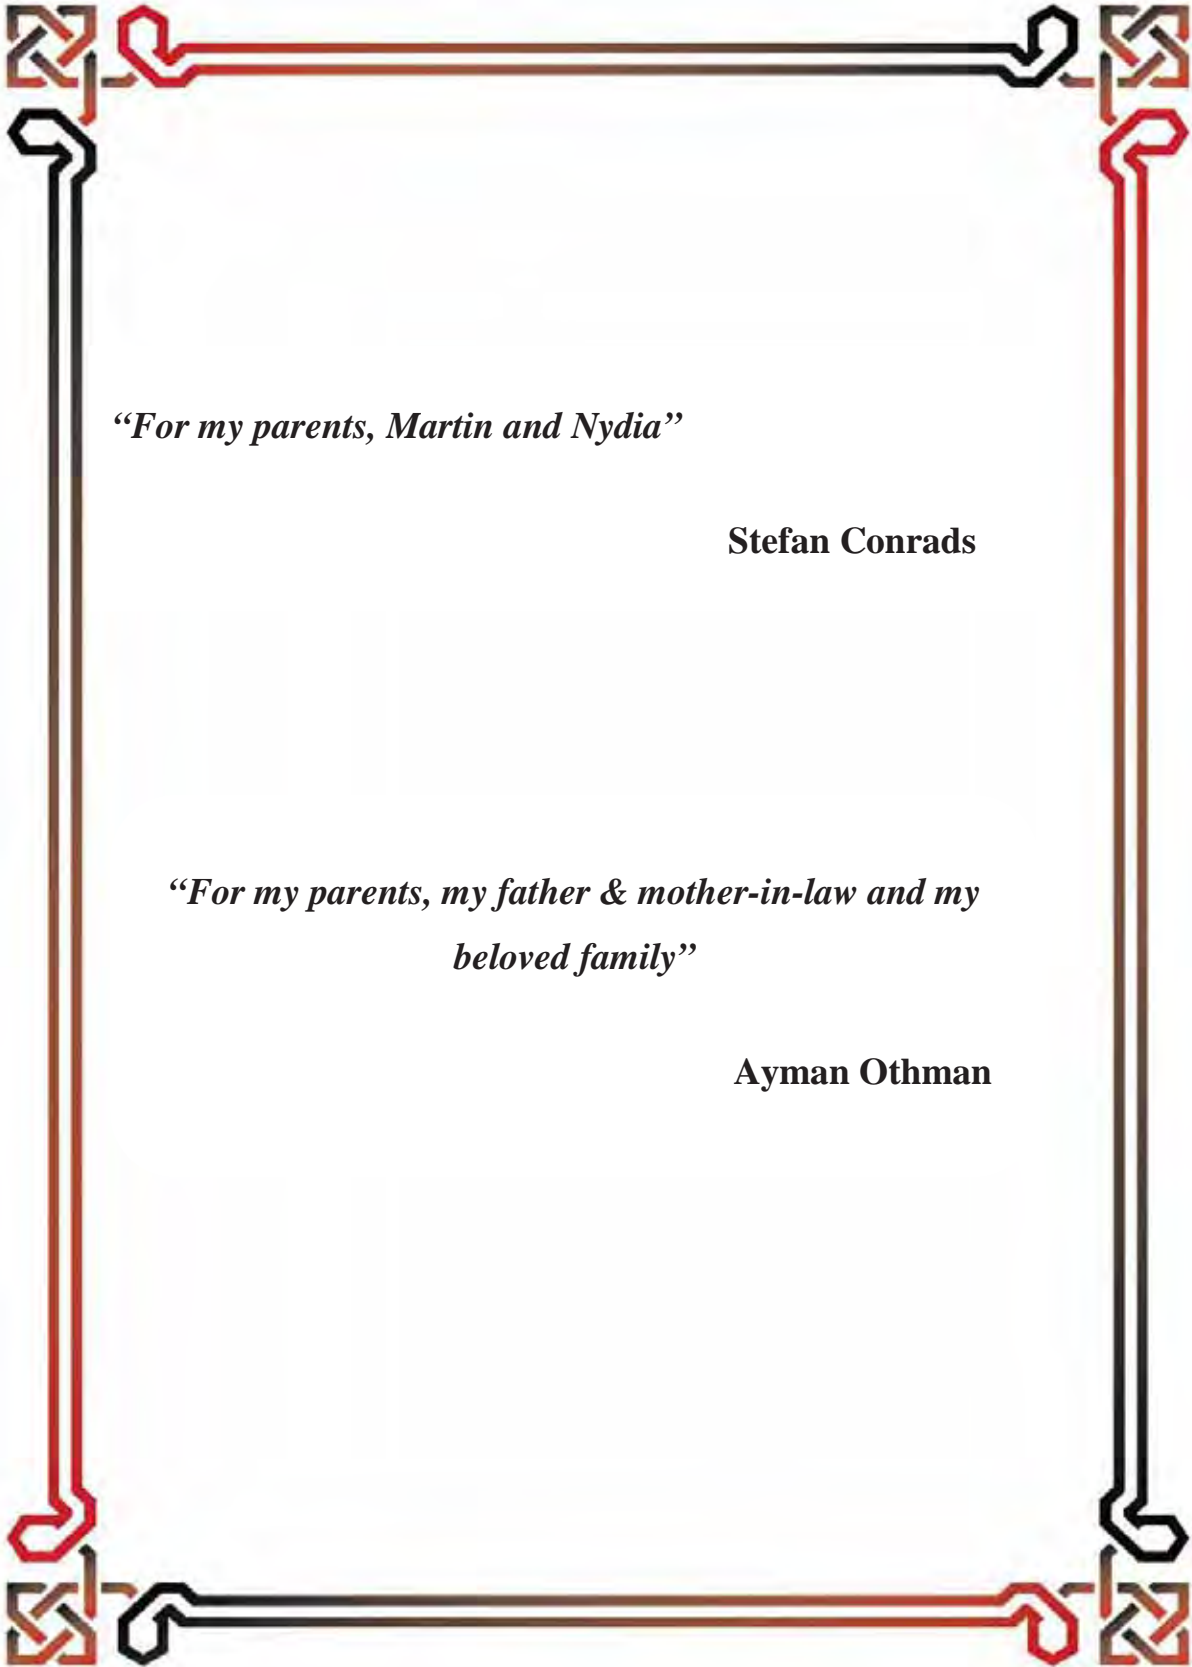 “For my parents, Martin and Nydia”
Stefan Conrads
“For my parents, my father & mother-in-law and my
beloved family”
Ayman Othman